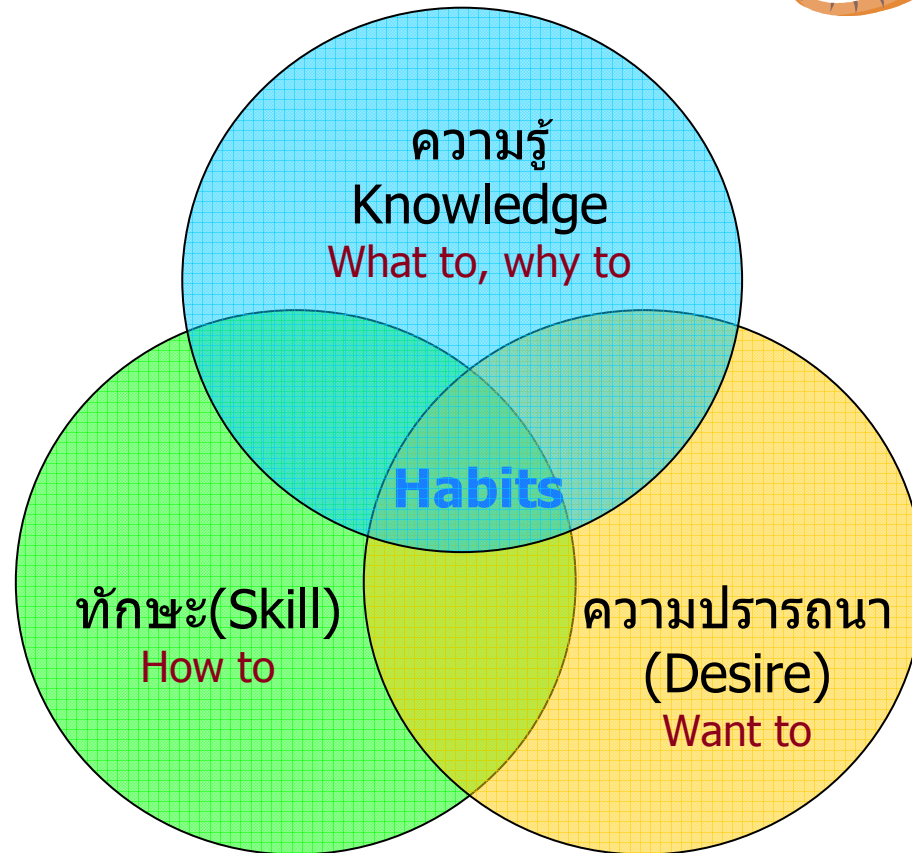 ความรู้
Knowledge
What to, why to
Habits
ทักษะ(Skill)
How to
ความปรารถนา
(Desire)
Want to